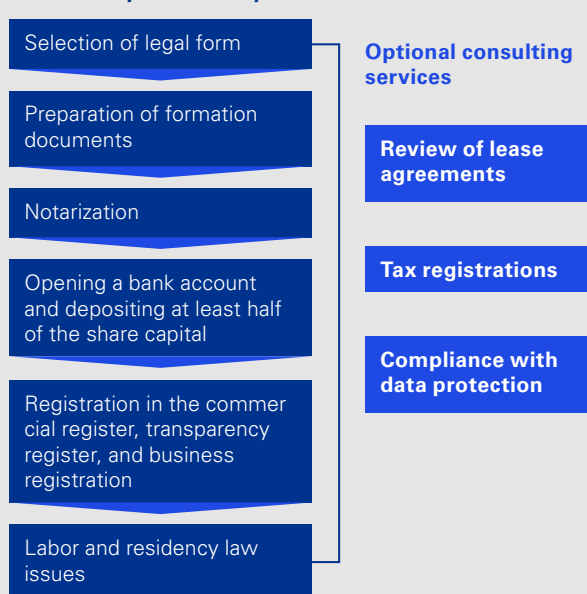 Selection of legal form
Preparation of formation
documents
Notarization
Opening a bank account
and depositing at least half
of the share capital
Registration in the commer
cial register, transparency
register, and business
registration
Labor and residency law
issues
Optional consulting
services
Review of lease
agreements
Tax registrations
Compliance with
data protection